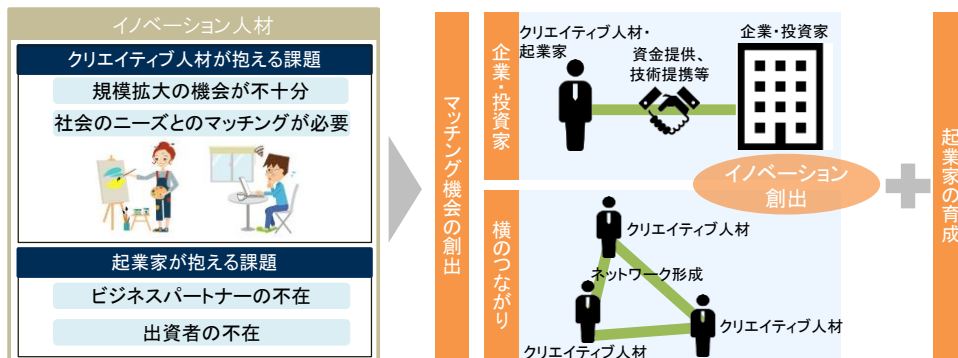 イノベーション人材
クリエイティブ人材が抱える課題
規模拡大の機会が不十分
社会のニーズとのマッチングが必要
起業家が抱える課題
ビジネスパートナーの不在
出資者の不在
マッチング機会の創出
企業・投資家
クリエイティブ人材・
起業家
資金提供、
技術提携等
企業・投資家
イノベーション
創出
横のつながり
クリエイティブ人材
ネットワーク形成
クリエイティブ人材
クリエイティブ人材
起業家の育成